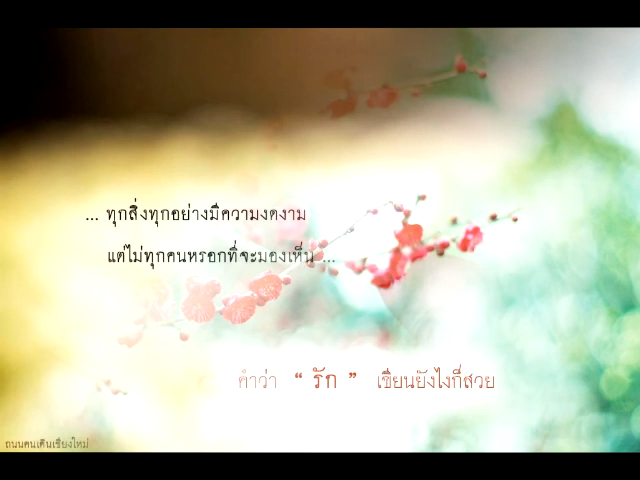 ... ทุกสิ่งทุกอย่างมีความงดงาม
แต่ไม่ทุกคนหรอกที่จะมองเห็น ...
คำว่า “ รัก ” เขียนยังไงก็สวย
ถนนคนเดินเชียงใหม่